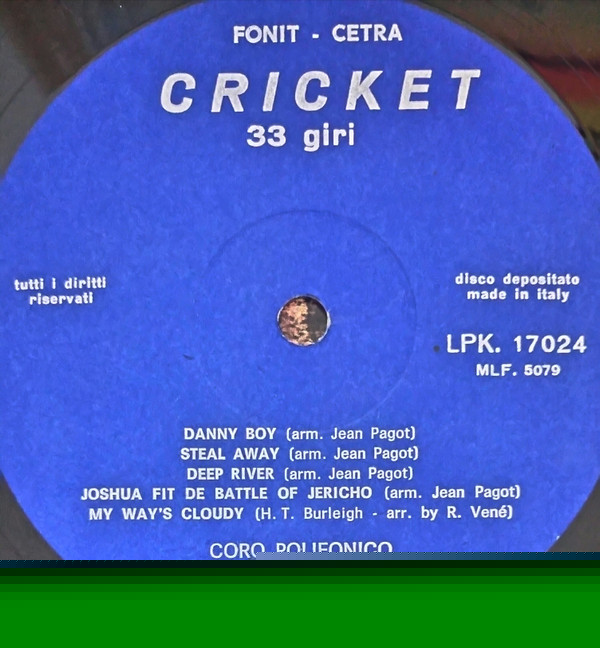 FONIT - CETRA
CRICKET
33 giri
tutti i diritti
riservati
disco depositato
made in italy
LPK. 17024
MLF. 5079
DANNY BOY (arm. Jean Pagot)
STEAL AWAY (arm. Jean Pagot)
DEEP RIVER (arm. Jean Pagot)
JOSHUA FIT DE BATTLE OF JERICHO (arm. Jean Pagot)
MY WAY'S CLOUDY (H. T. Burleigh - arr. by R. Vené)
CORO POLIFONICO